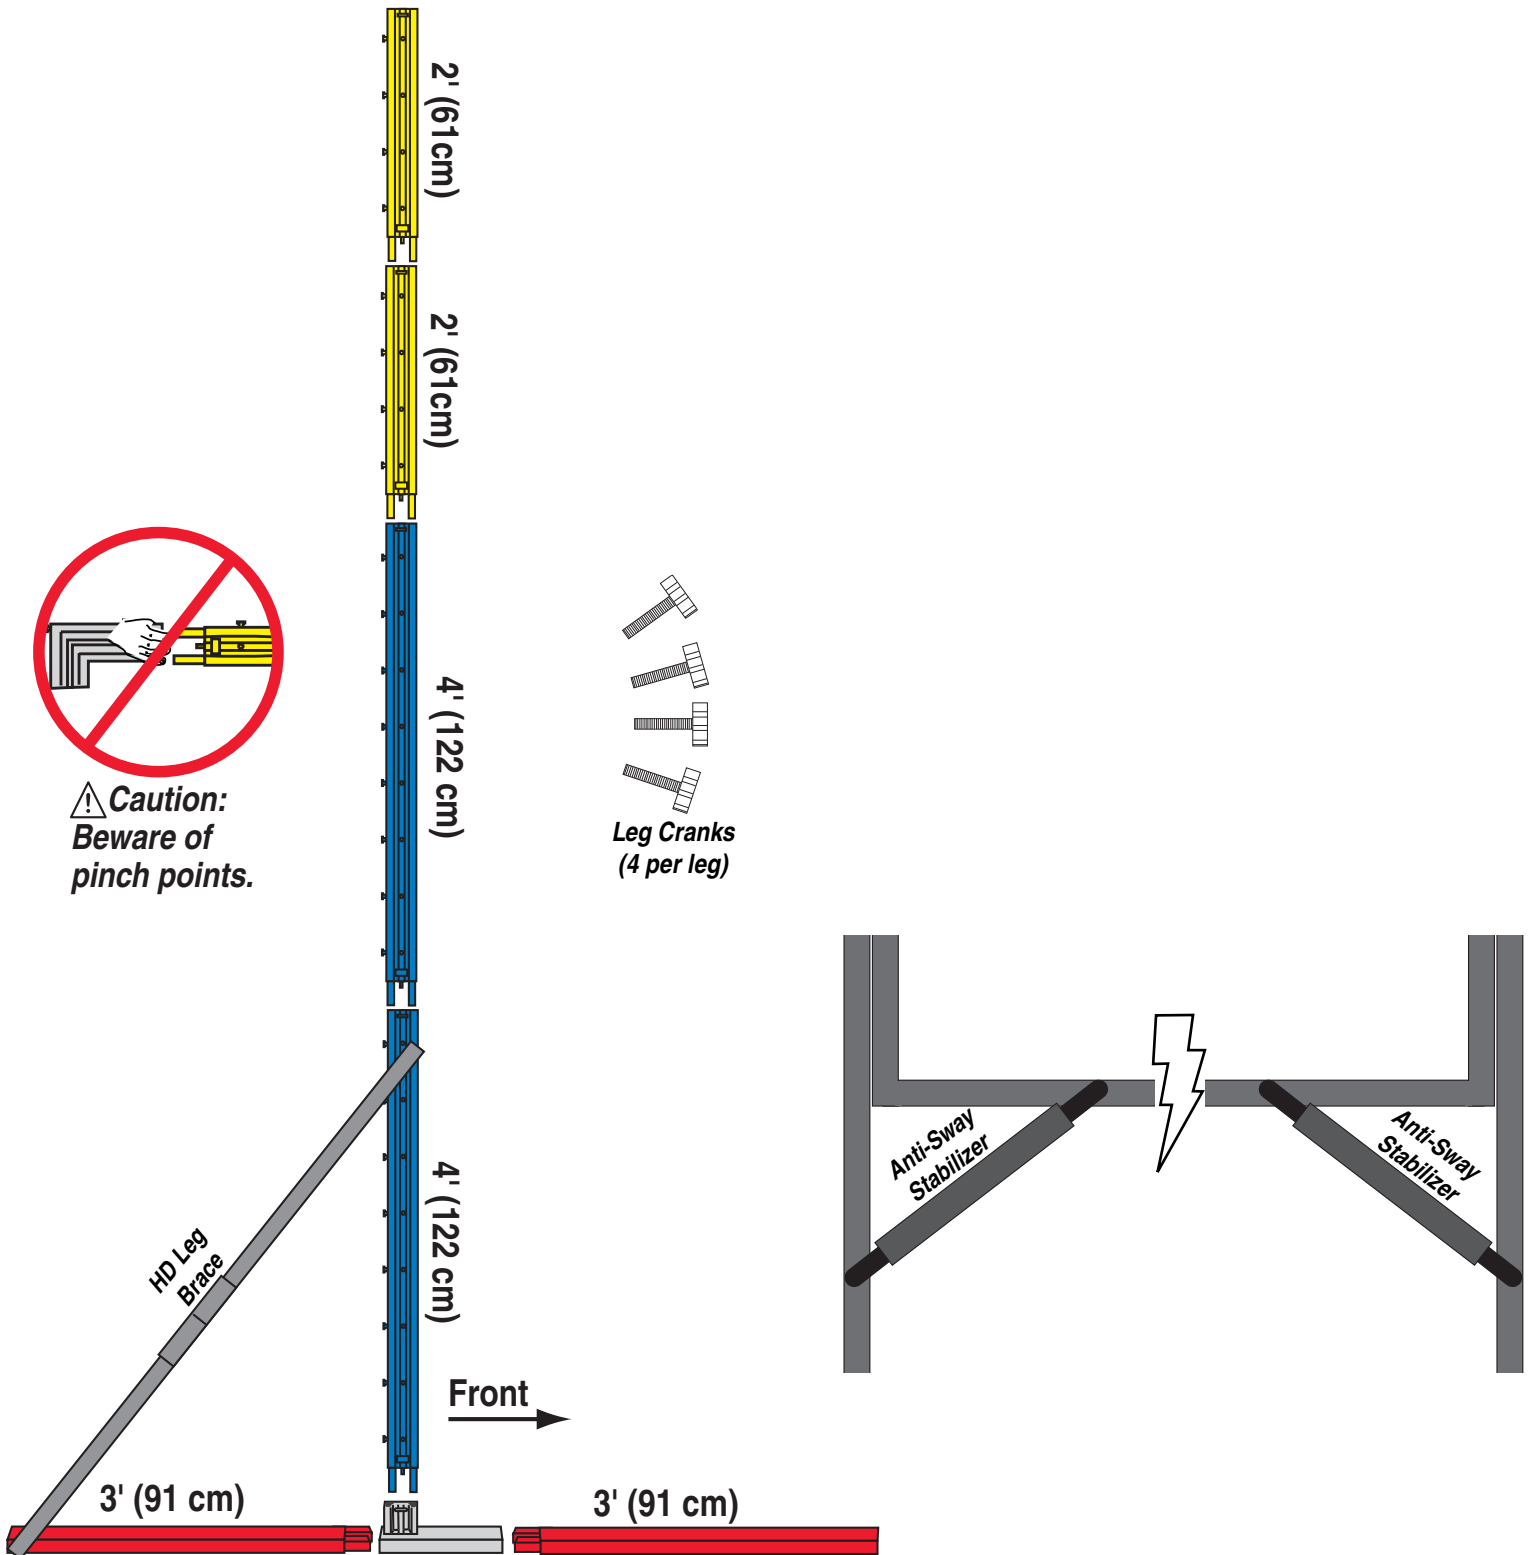 2' (61cm)
2' (61cm)
4' (122 cm)
4' (122 cm)
Caution:
Beware of
pinch points.
Leg Cranks
(4 per leg)
Anti-Sway
Stabilizer
Anti-Sway
Stabilizer
HD Leg
Brace
Front
3' (91 cm)
3' (91 cm)